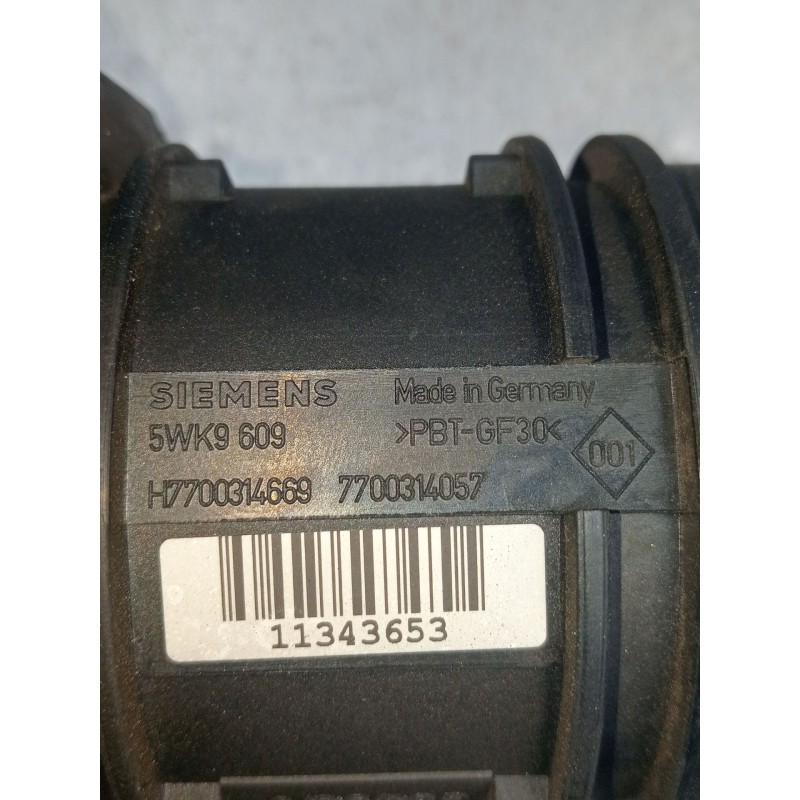 SIEMENS Made in Germany
5WK9 609 >PBT-GF30< 001
H7700314669 7700314057
11343653